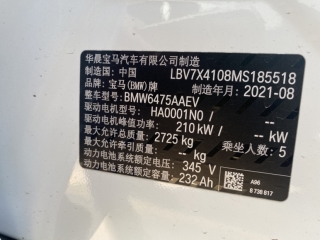 华晨宝马汽车有限公司制造
制造国：中国 LBV7X4108MS185518
品牌：宝马(BMW)牌 制造年月：2021-08
整车型号：BMW6475AAEV
驱动电机型号：HA0001N0 / --
驱动电机峰值功率：210 kW / -- kW
最大允许总质量：2725 kg 乘坐人数：5
最大允许牵引质量：-- kg
动力电池系统额定电压：345 V
动力电池系统额定容量：232 Ah
A96
8 738 617